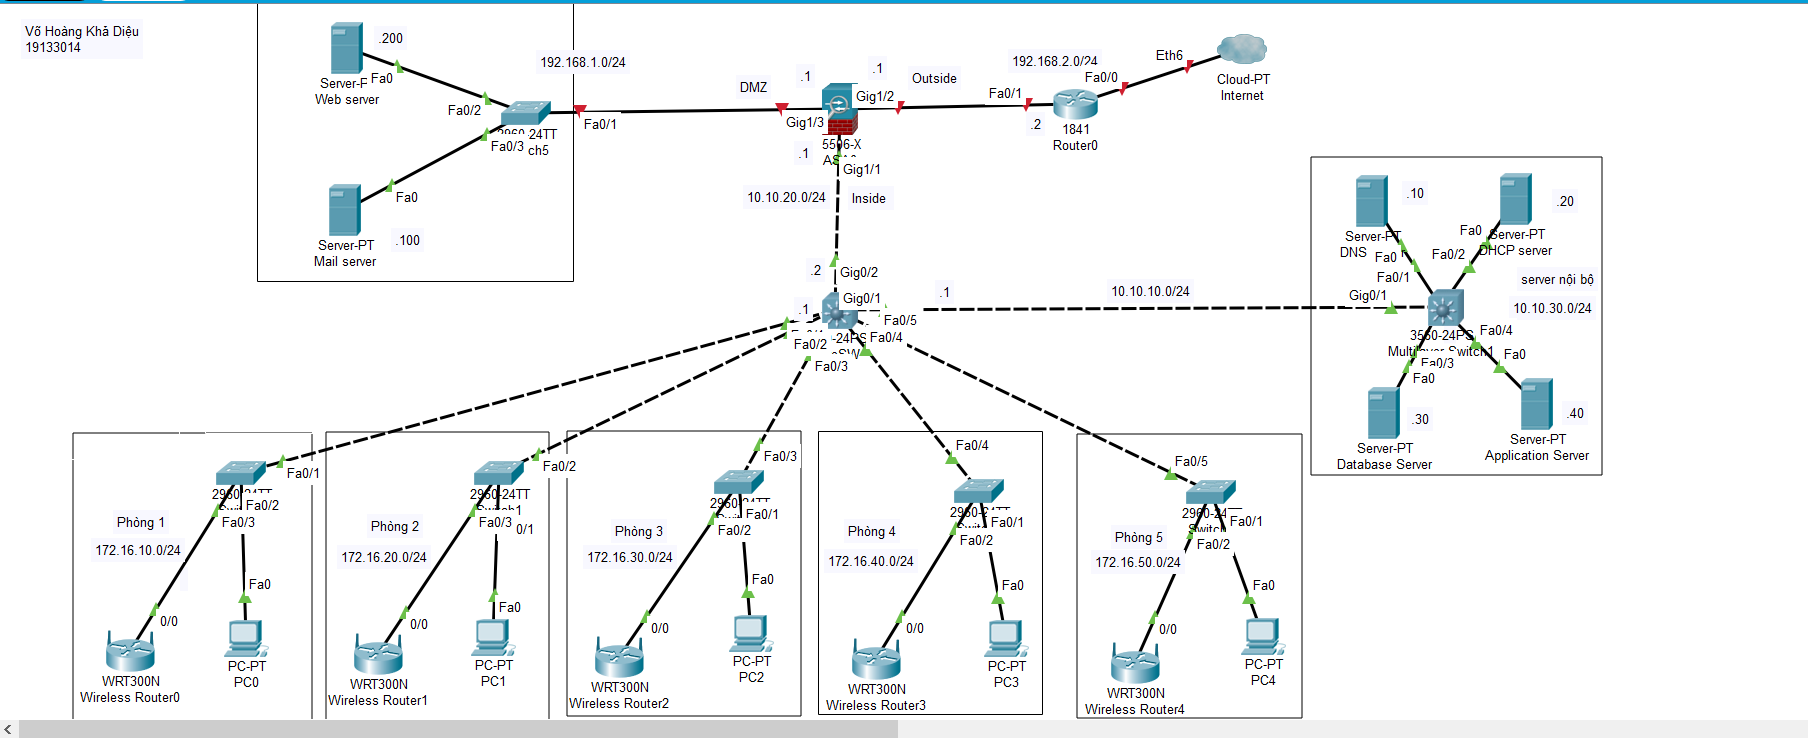 Võ Hoàng Khả Diệu
19133014
.200
Fa0
Web server
Fa0/2
192.168.1.0/24
DMZ
.1
Gig1/3
Fa0/1
2960-24TT
Fa0/3
Fa0
Server-PT
Mail server
.100
.1
Gig1/2
Outside
5506-X
.1
Gig1/1
192.168.2.0/24
Fa0/1
.2
Fa0/0
1841
Router0
Eth6
Cloud-PT
Internet
10.10.20.0/24
Inside
.2
Gig0/2
Gig0/1
.1
.1
Fa0/5
Fa0/4
Fa0/2
Fa0/3
10.10.10.0/24
Gig0/1
.10
DNS
Fa0
Fa0/1
.20
Fa0
Server-PT
DHCP server
Fa0/2
server nội bộ
10.10.30.0/24
3560-24PS
Fa0/4
Fa0
Fa0/3
Fa0
.30
Server-PT
Database Server
.40
Server-PT
Application Server
Fa0/1
Fa0/2
Fa0/3
Phòng 1
172.16.10.0/24
0/0
Fa0
WRT300N
Wireless Router0
PC-PT
PC0
Fa0/2
2960-24TT
Fa0/3
0/1
Phòng 2
172.16.20.0/24
0/0
Fa0
WRT300N
Wireless Router1
PC-PT
PC1
Fa0/3
Fa0/1
Fa0/2
Phòng 3
172.16.30.0/24
0/0
Fa0
WRT300N
Wireless Router2
PC-PT
PC2
Fa0/4
Fa0/1
Fa0/2
Phòng 4
172.16.40.0/24
0/0
Fa0
WRT300N
Wireless Router3
PC-PT
PC3
Fa0/5
Fa0/1
Fa0/2
Phòng 5
172.16.50.0/24
0/0
Fa0
WRT300N
Wireless Router4
PC-PT
PC4